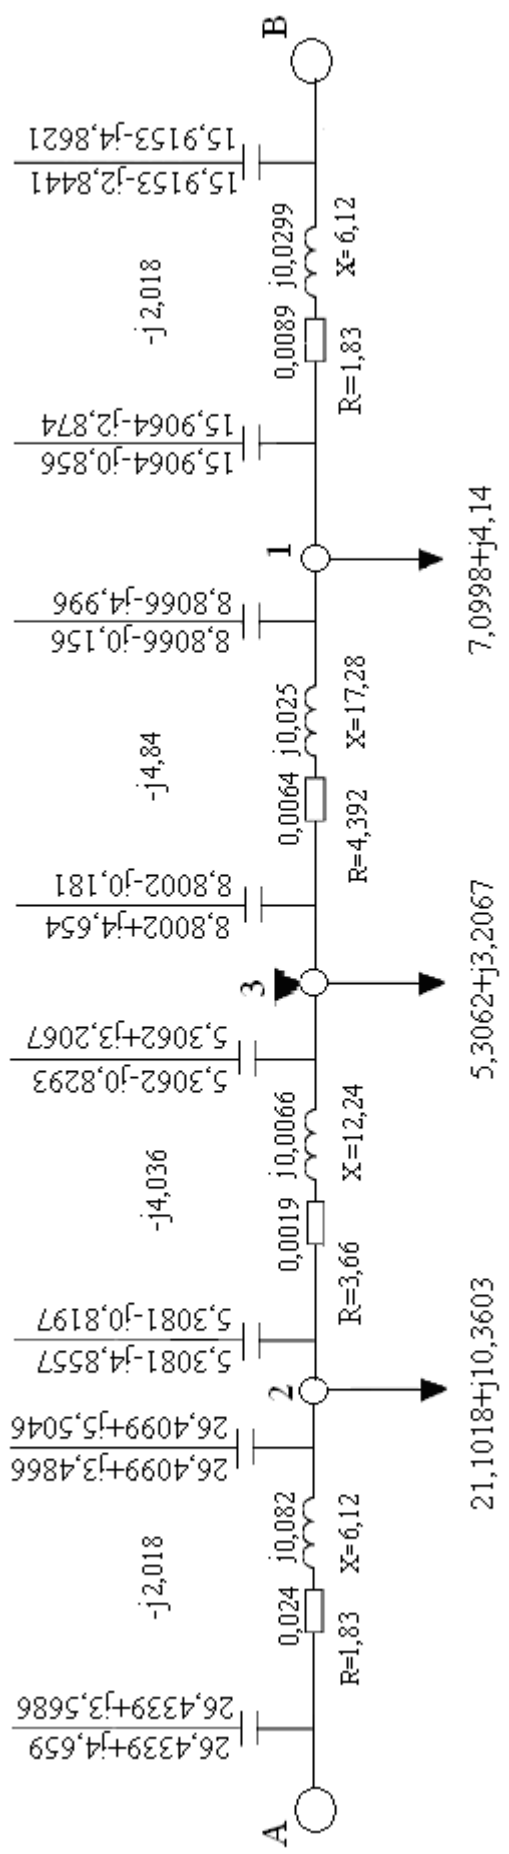 A
26,4339+j4,659
26,4339+j3,5686
-j2,018
0,024
j0,082
R=1,83
X=6,12
26,4099+j3,4866
26,4099+j5,5046
2
21,1018+j10,3603
5,3081-j4,8557
5,3081-j0,8197
-j4,036
0,0019
j0,0066
R=3,66
X=12,24
5,3062-j0,8293
5,3062+j3,2067
3
5,3062+j3,2067
8,8002+j4,654
8,8002-j0,181
-j4,84
0,0064
j0,025
R=4,392
X=17,28
8,8066-j0,156
8,8066-j4,996
1
7,0998+j4,14
15,9064-j0,856
15,9064-j2,874
-j2,018
0,0089
j0,0299
R=1,83
X=6,12
15,9153-j2,8441
15,9153-j4,8621
B